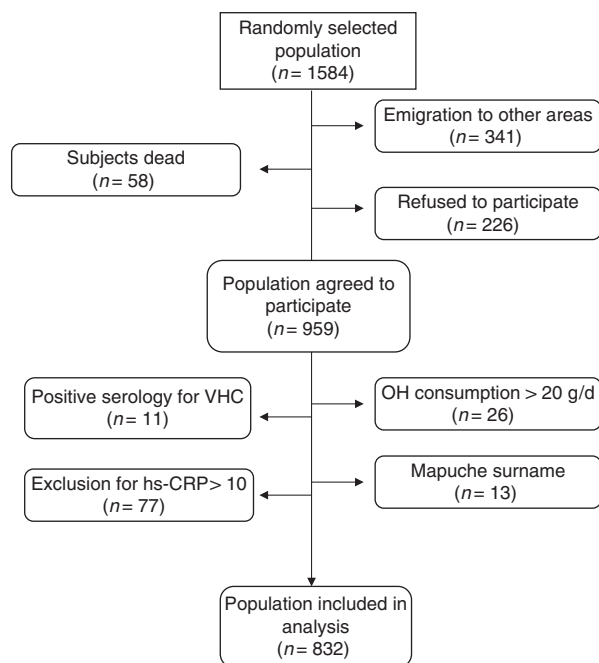 Randomly selected
population
(n= 1584)
Emigration to other areas
(n= 341)
Subjects dead
(n= 58)
Refused to participate
(n= 226)
Population agreed to
participate
(n= 959)
Positive serology for VHC
(n= 11)
OH consumption > 20 g/d
(n= 26)
Exclusion for hs-CRP> 10
(n= 77)
Mapuche surname
(n= 13)
Population included in
analysis
(n= 832)